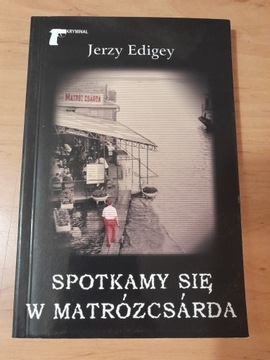 KRYMINAŁ
Jerzy Edigey
MATRÓZ CSÁRDA
SPOTKAMY SIĘ
W MATRÓZCSÁRDA